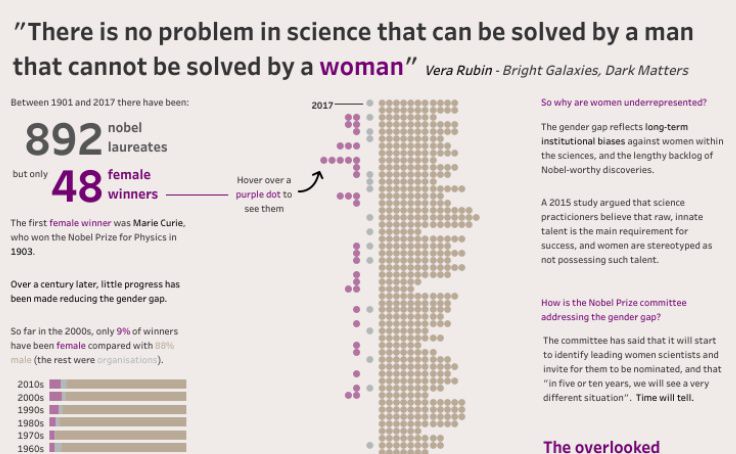 "There is no problem in science that can be solved by a man
that cannot be solved by a woman" Vera Rubin - Bright Galaxies, Dark Matters
Between 1901 and 2017 there have been:
892 nobel
laureates
but only 48 female
winners
The first female winner was Marie Curie,
who won the Nobel Prize for Physics in
1903.
Over a century later, little progress has
been made reducing the gender gap.
So far in the 2000s, only 9% of winners
have been female compared with 88%
male (the rest were organisations).
2010s
2000s
1990s
1980s
1970s
1960s
2017
Hover over a
purple dot to
see them
So why are women underrepresented?
The gender gap reflects long-term
institutional biases against women within
the sciences, and the lengthy backlog of
Nobel-worthy discoveries.
A 2015 study argued that science
practicioners believe that raw, innate
talent is the main requirement for
success, and women are stereotyped as
not possessing such talent.
How is the Nobel Prize committee
addressing the gender gap?
The committee has said that it will start
to identify leading women scientists and
invite for them to be nominated, and that
"in five or ten years, we will see a very
different situation". Time will tell.
The overlooked